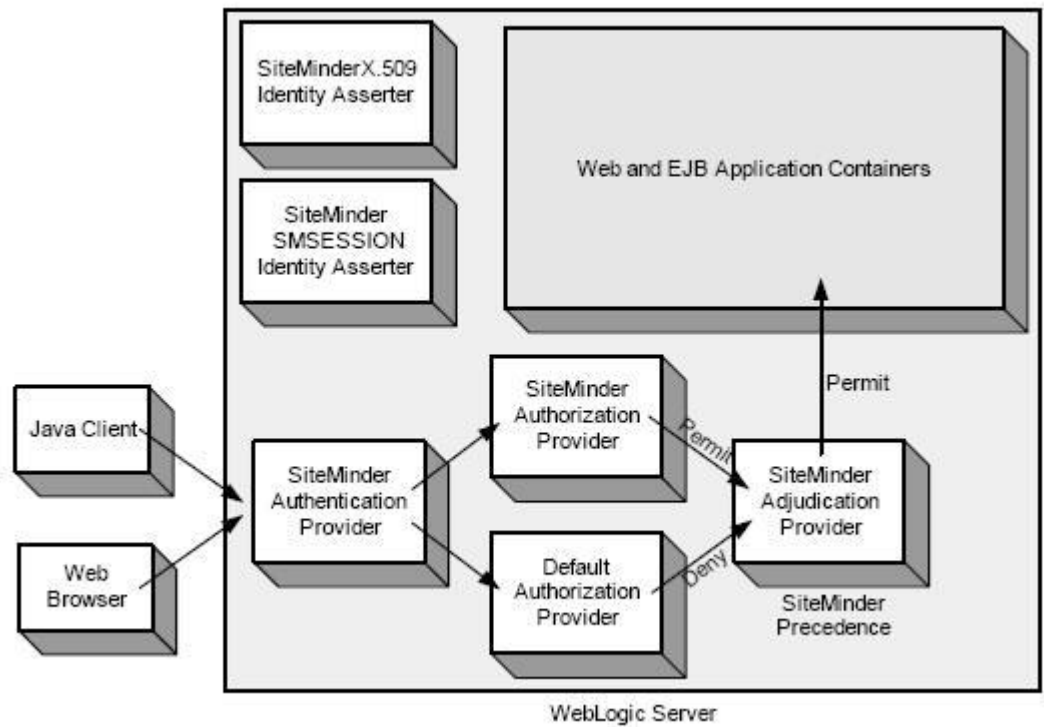 SiteMinderX.509
Identity Asserter
Web and EJB Application Containers
SiteMinder
SMSESSION
Identity Asserter
Java Client
Web
Browser
SiteMinder
Authentication
Provider
SiteMinder
Authorization
Provider
Default
Authorization
Provider
Permit
Deny
SiteMinder
Adjudication
Provider
Permit
SiteMinder
Precedence
WebLogic Server